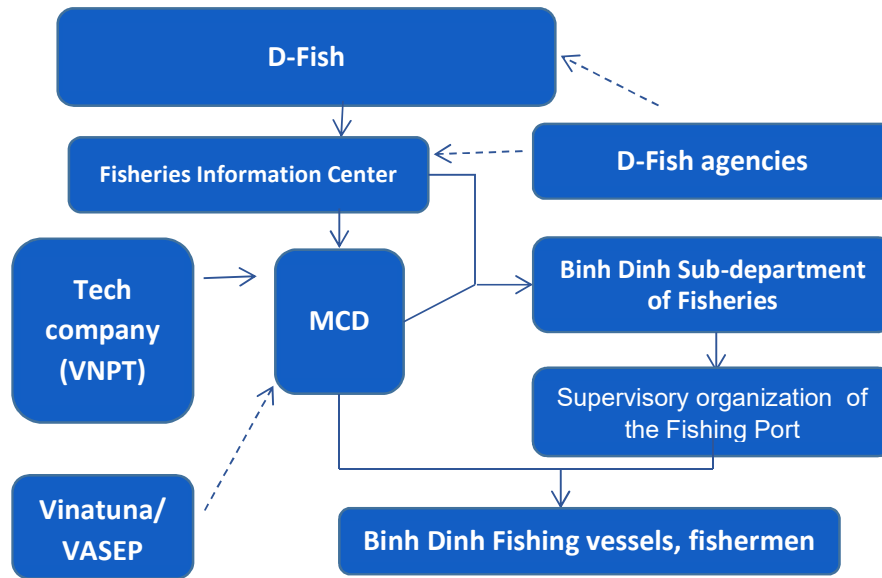 D-Fish
Fisheries Information Center
D-Fish agencies
Tech
company
(VNPT)
MCD
Binh Dinh Sub-department
of Fisheries
Supervisory organization of
the Fishing Port
Vinatuna/
VASEP
Binh Dinh Fishing vessels, fishermen